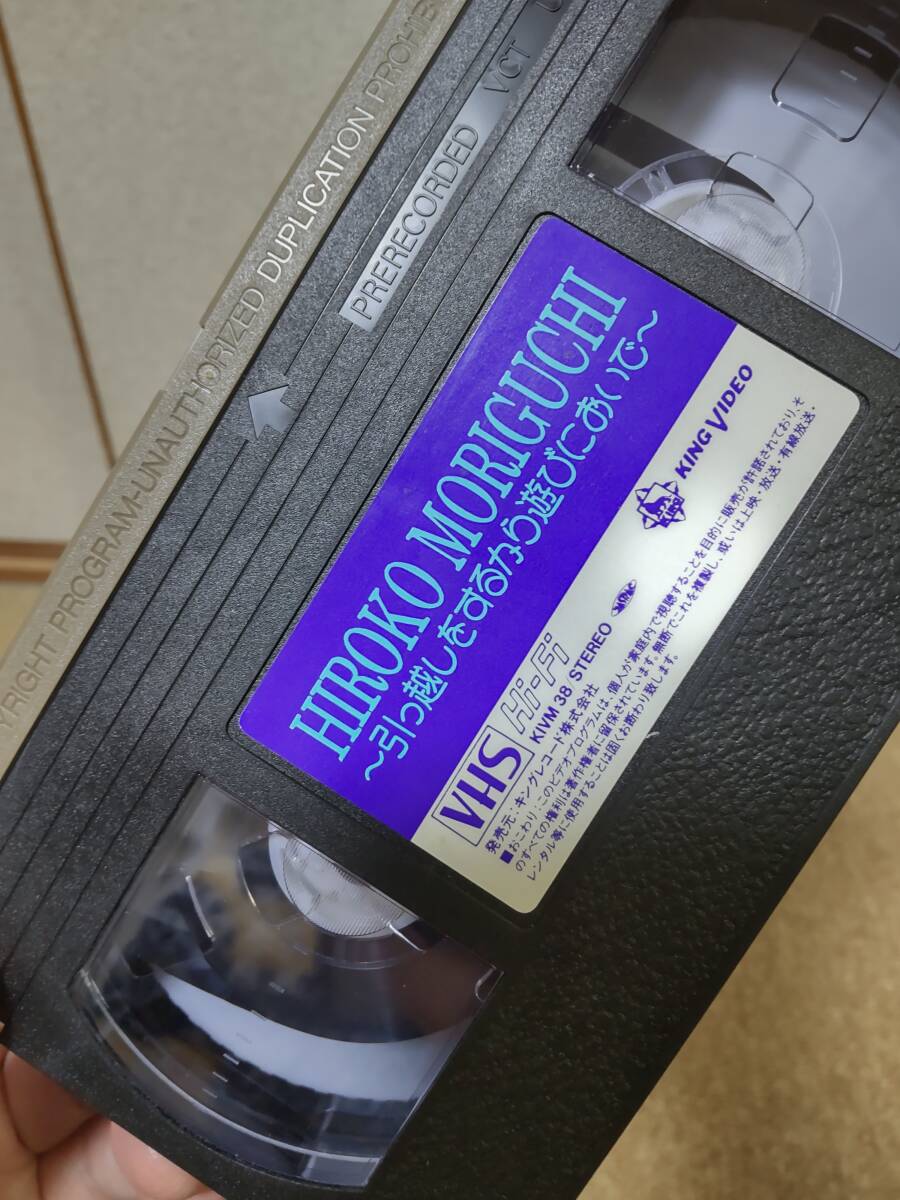 YRIGHT PROGRAM-UNAUTHORIZED DUPLICATION
PRERECORDED VCT
HIROKO MORIGUCHI
〜引っ越しをするから遊びにおいで〜
KING
KING VIDEO
VHS Hi-Fi
KIVM 38 STEREO
発売元:キングレコード株式会社
■おことわり:このビデオプログラムは、個人が家庭内で視聴することを目的に販売が許諾されており、そ
のすべての権利は著作権者に留保されています。無断でこれを複製し、或いは上映・放送・有線放送・
レンタル等に使用することは固くお断わり致します。